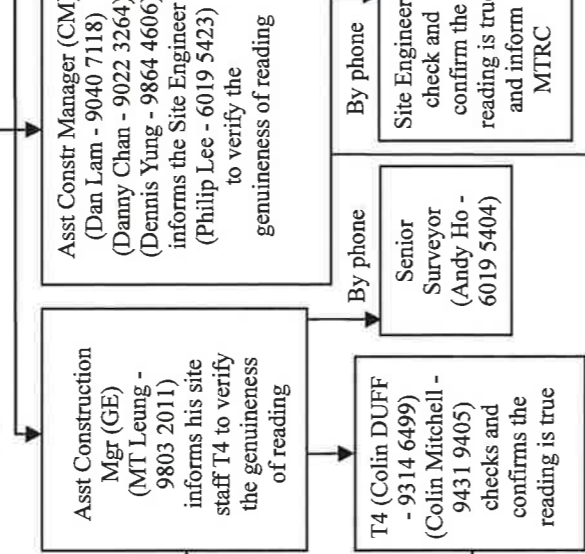 Asst Constr Manager (CM)
(Dan Lam - 9040 7118)
(Danny Chan - 9022 3264)
(Dennis Yung - 9864 4606)
informs the Site Engineer
(Philip Lee - 6019 5423)
to verify the
genuineness of reading
By phone
Site Engineer
check and
confirm the
reading is true
and inform
MTRC
Asst Construction
Mgr (GE)
(MT Leung -
9803 2011)
informs his site
staff T4 to verify
the genuineness
of reading
By phone
Senior
Surveyor
(Andy Ho -
6019 5404)
T4 (Colin DUFF
- 9314 6499)
(Colin Mitchell -
9431 9405)
checks and
confirms the
reading is true